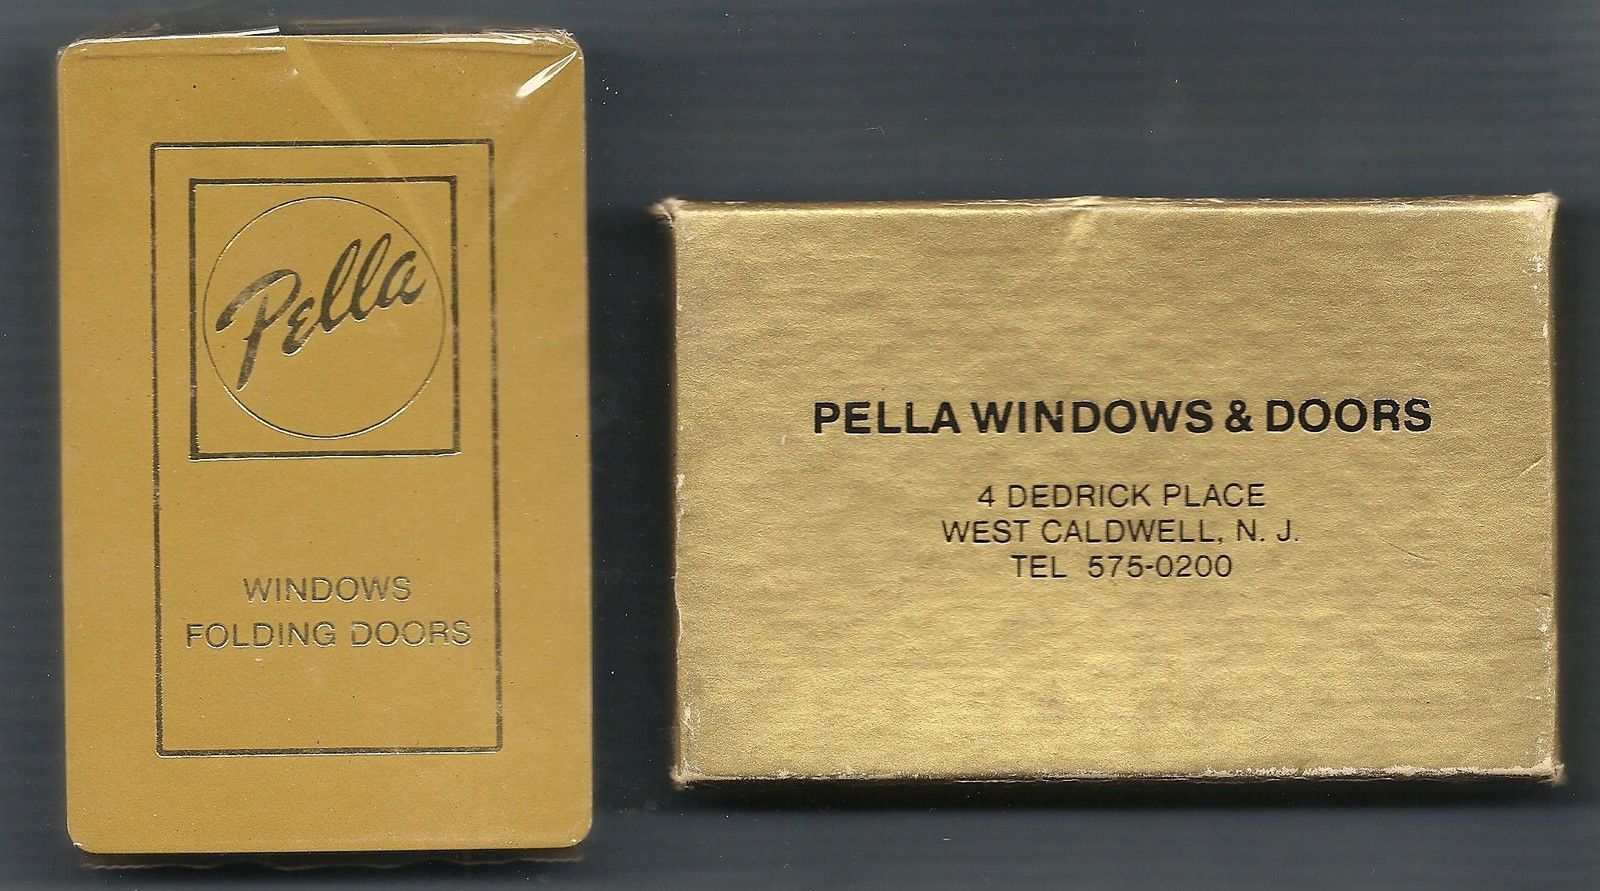 Pella
WINDOWS
FOLDING DOORS
PELLA WINDOWS & DOORS
4 DEDRICK PLACE
WEST CALDWELL, N. J.
TEL 575-0200